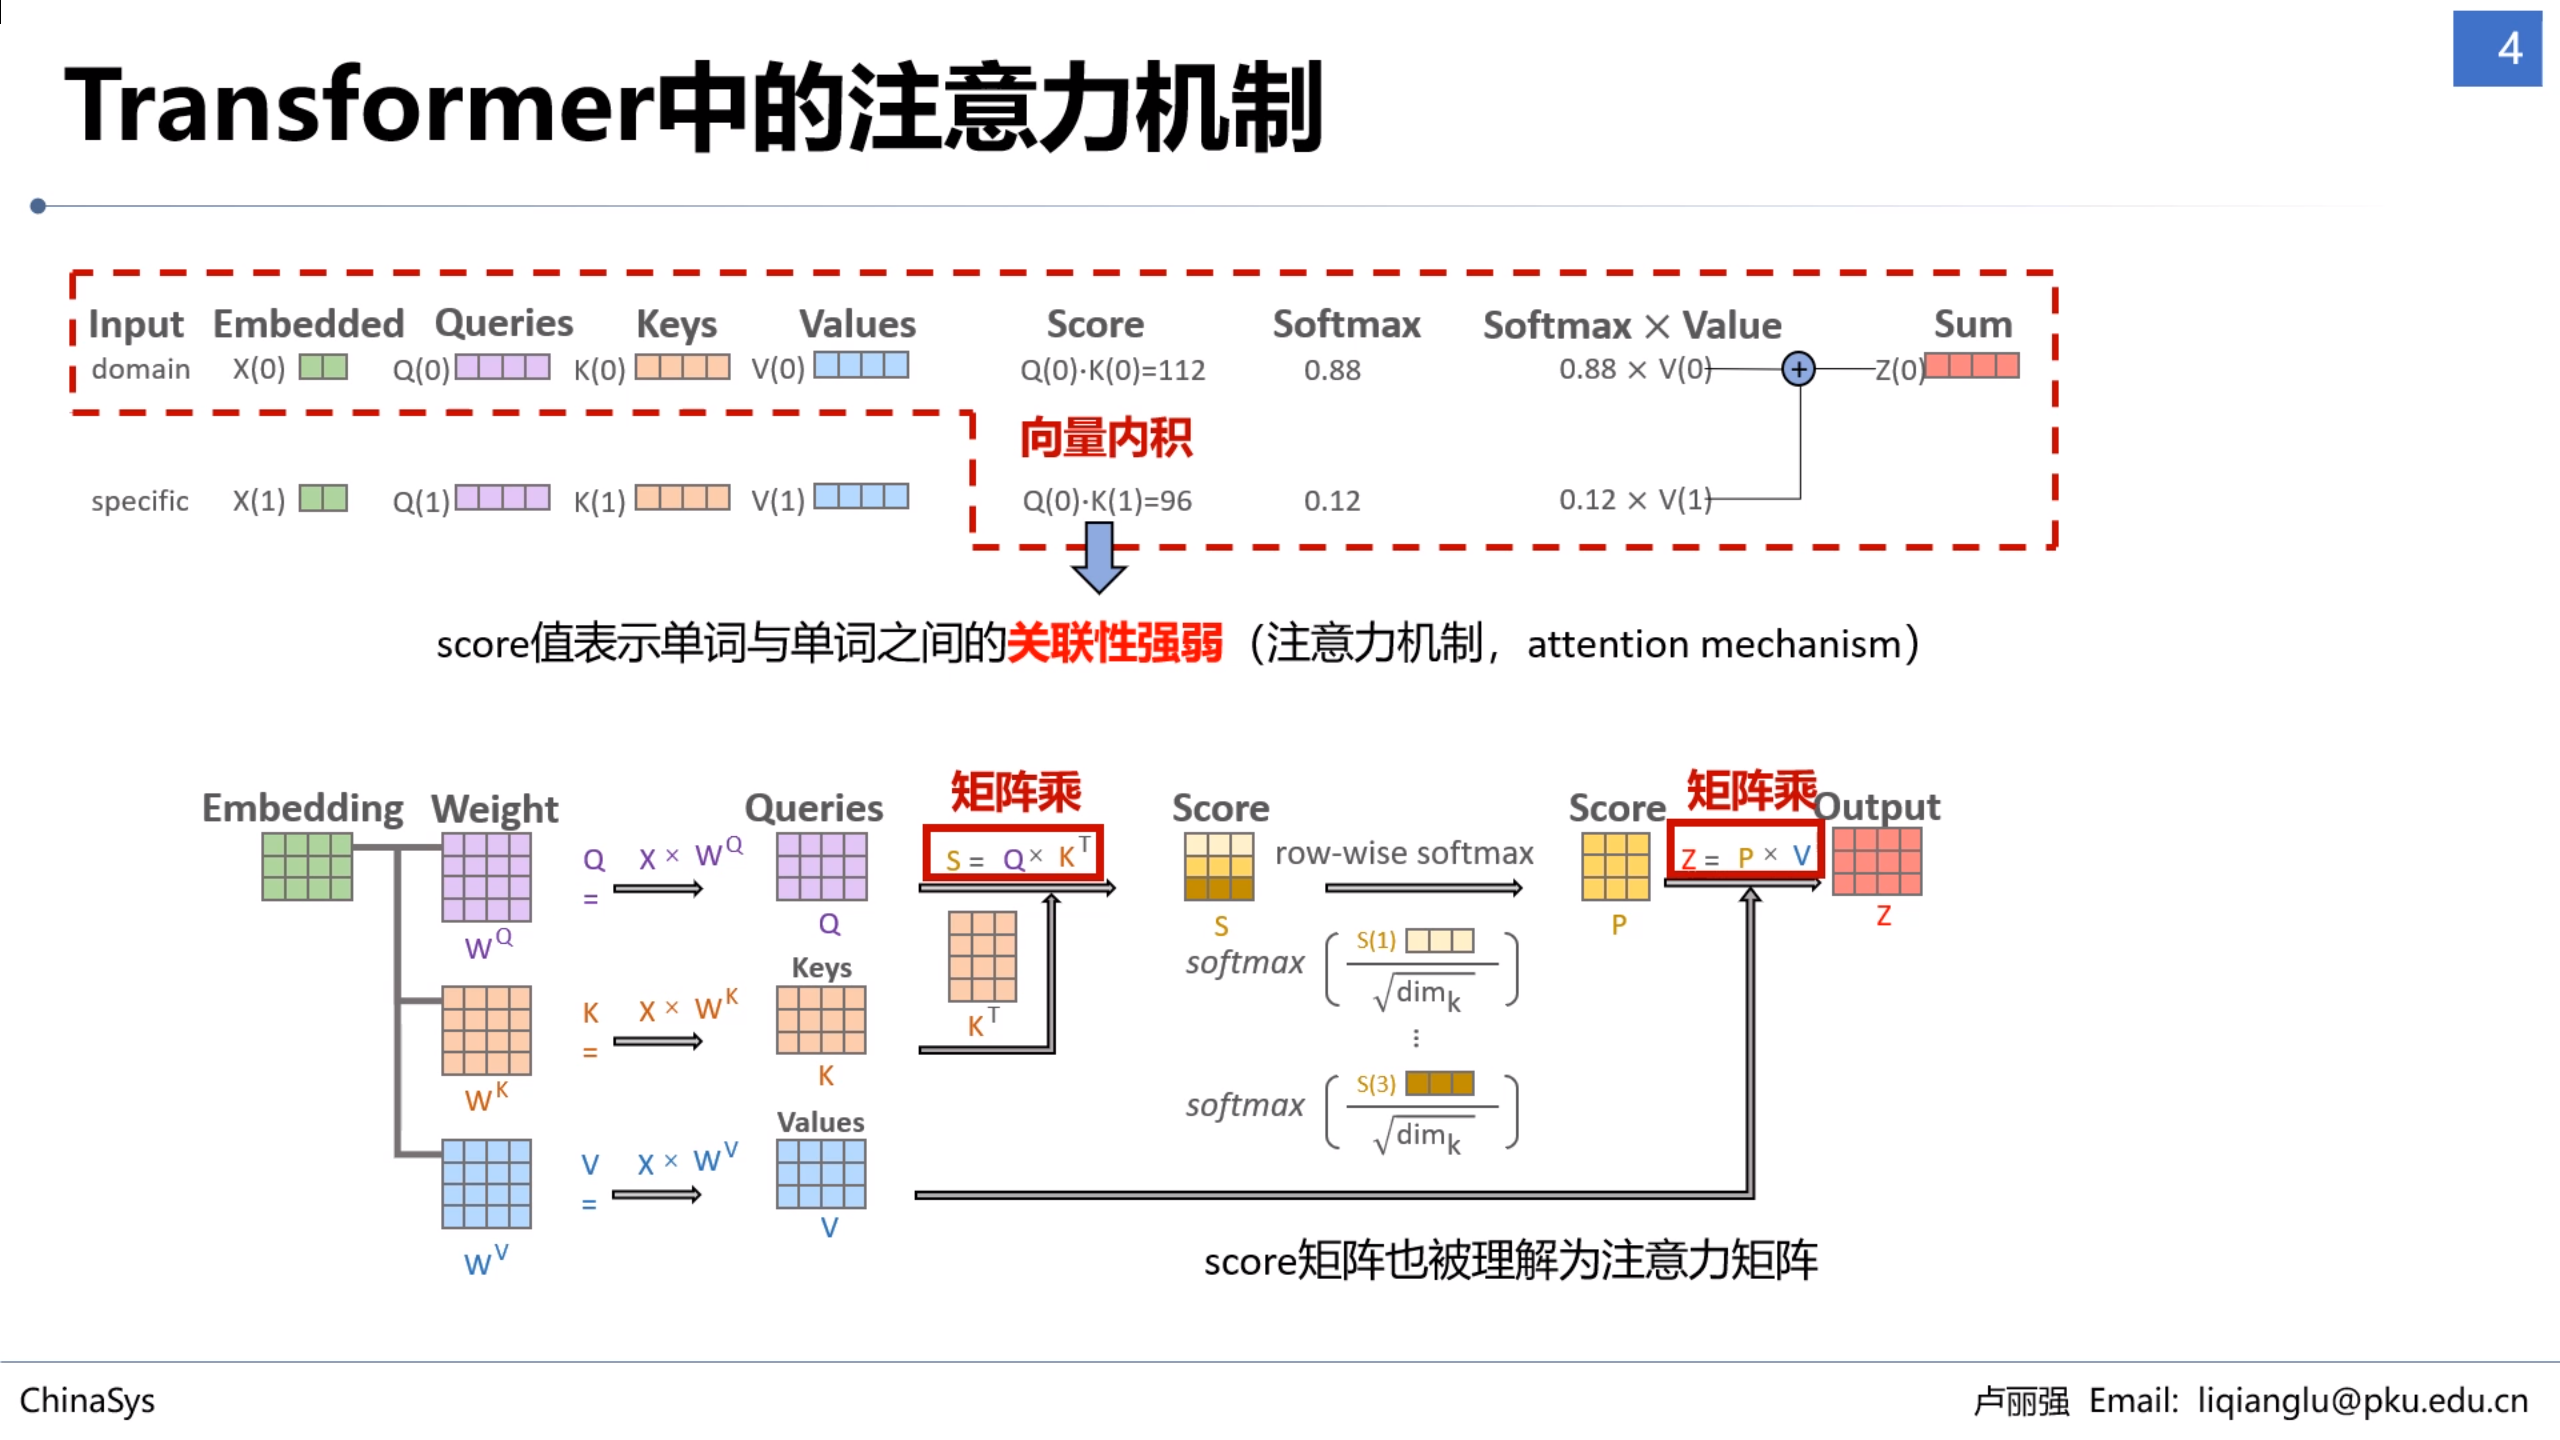 4
Transformer中的注意力机制
Input Embedded Queries Keys Values Score Softmax Softmax × Value Sum
domain X(0) Q(0) K(0) V(0) Q(0)·K(0)=112 0.88 0.88 × V(0) + Z(0)
向量内积
specific X(1) Q(1) K(1) V(1) Q(0)·K(1)=96 0.12 0.12 × V(1)
score值表示单词与单词之间的关联性强弱（注意力机制，attention mechanism）
矩阵乘 矩阵乘
Embedding Weight Queries Score Score Output
Q = X × W^Q S = Q × K^T row-wise softmax Z = P × V
W^Q Q S P Z
Keys softmax ( S(1) / √dim_k )
K = X × W^K K^T
⋮
W^K K softmax ( S(3) / √dim_k )
Values
V = X × W^V
W^V V
score矩阵也被理解为注意力矩阵
ChinaSys 卢丽强 Email: liqianglu@pku.edu.cn